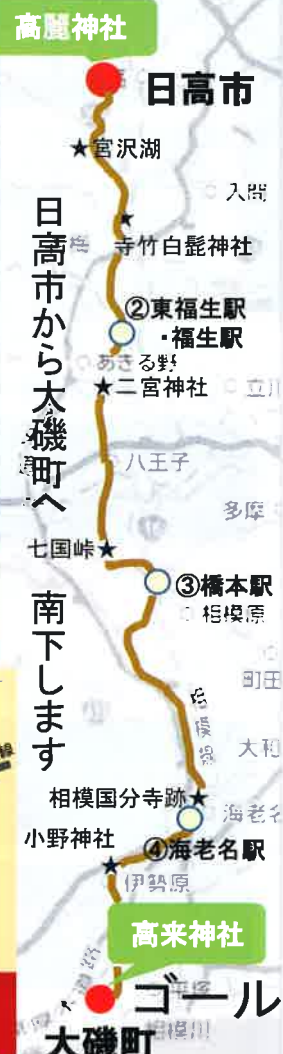 高麗神社
日高市
★宮沢湖
入間
日高市から大磯町へ 南下します
★
寺竹白髭神社
②東福生駅
・福生駅
あきる野
★二宮神社
立川
八王子
多摩
七国峠★
③橋本駅
相模原
町田
大和
相模国分寺跡★
海老名
小野神社
④海老名駅
★
伊勢原
高来神社
ゴール
平塚
大磯町
相模川